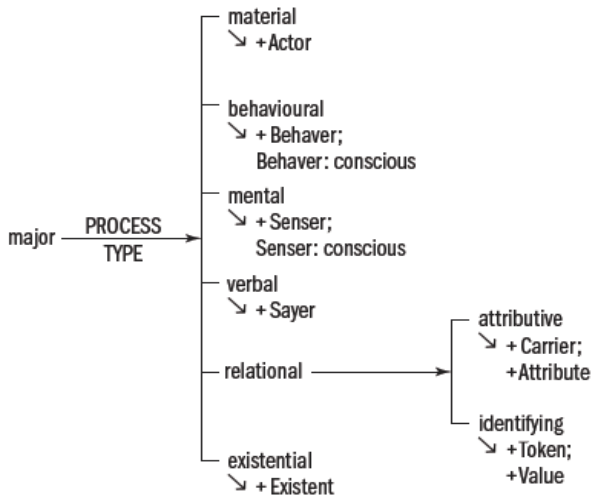 material
↘ +Actor
behavioural
↘ + Behaver;
Behaver: conscious
mental
↘ + Senser;
Senser: conscious
major
PROCESS
TYPE
verbal
↘ + Sayer
relational
attributive
↘ + Carrier;
+Attribute
identifying
↘ +Token;
+Value
existential
↘ + Existent